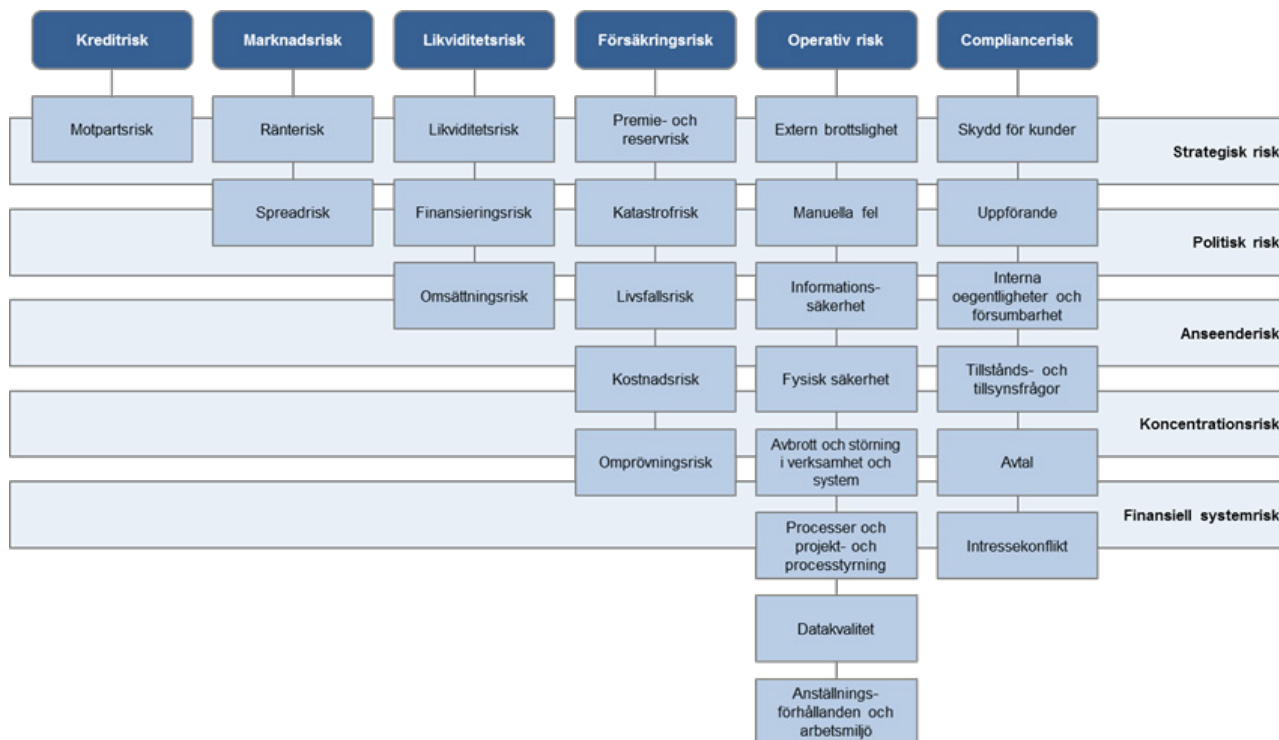 Kreditrisk
Marknadsrisk
Likviditetsrisk
Försäkringsrisk
Operativ risk
Compliancerisk
Motpartsrisk
Ränterisk
Spreadrisk
Likviditetsrisk
Finansieringsrisk
Omsättningsrisk
Premie- och
reservrisk
Katastrofrisk
Livsfallsrisk
Kostnadsrisk
Omprövningsrisk
Extern brottslighet
Manuella fel
Informations-
säkerhet
Fysisk säkerhet
Avbrott och störning
i verksamhet och
system
Processer och
projekt- och
processtyrning
Datakvalitet
Anställnings-
förhållanden och
arbetsmiljö
Skydd för kunder
Uppförande
Interna
oegentligheter och
försumbarhet
Tillstånds- och
tillsynsfrågor
Avtal
Intressekonflikt
Strategisk risk
Politisk risk
Anseenderisk
Koncentrationsrisk
Finansiell systemrisk